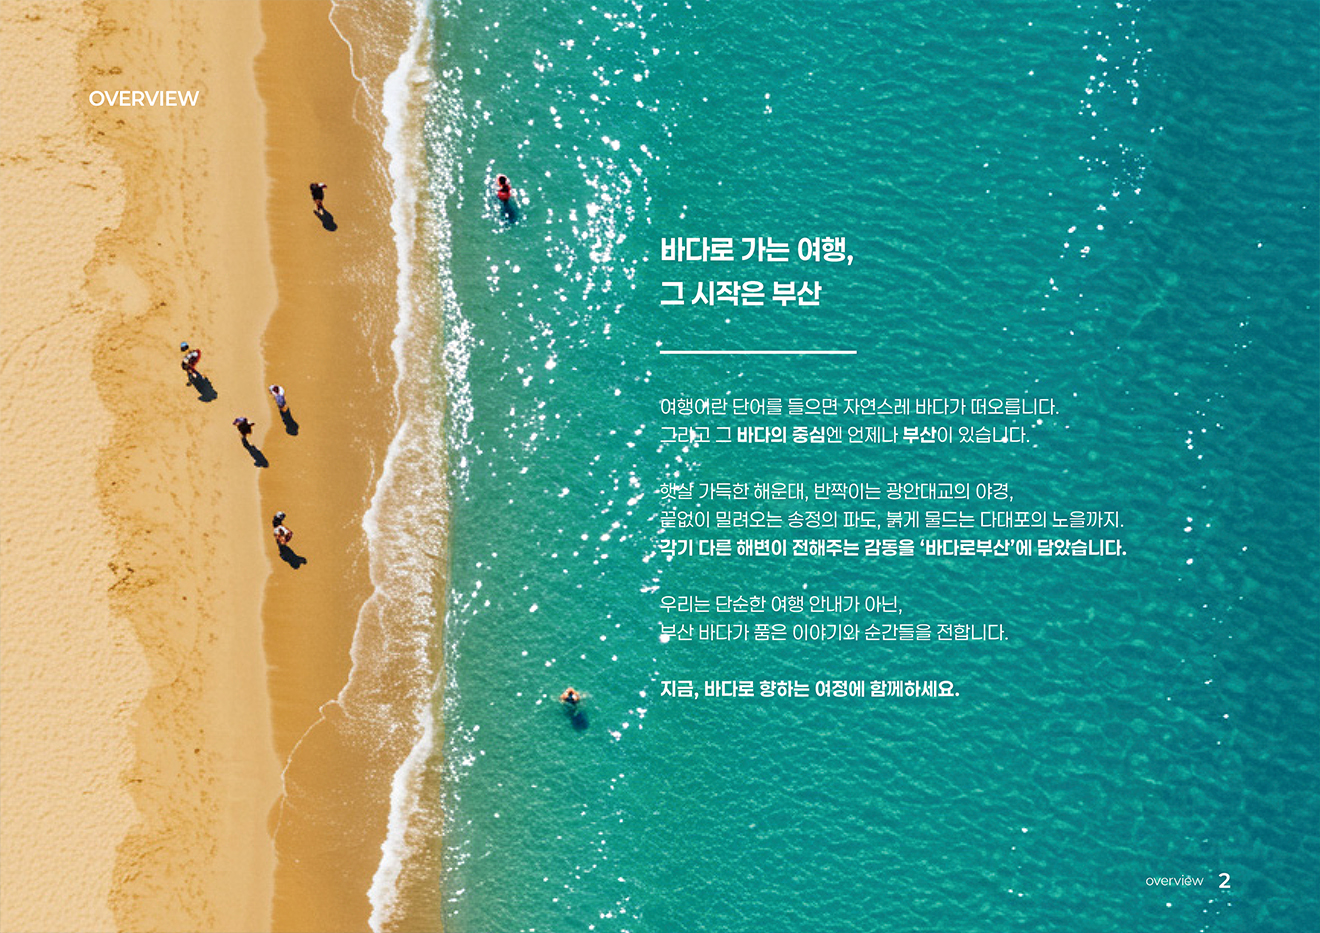 OVERVIEW
바다로 가는 여행,
그 시작은 부산
여행이란 단어를 들으면 자연스레 바다가 떠오릅니다.
그리고 그 바다의 중심엔 언제나 부산이 있습니다.
햇살 가득한 해운대, 반짝이는 광안대교의 야경,
끝없이 밀려오는 송정의 파도, 붉게 물드는 다대포의 노을까지.
각기 다른 해변이 전해주는 감동을 ‘바다로부산’에 담았습니다.
우리는 단순한 여행 안내가 아닌,
부산 바다가 품은 이야기와 순간들을 전합니다.
지금, 바다로 향하는 여정에 함께하세요.
overview 2